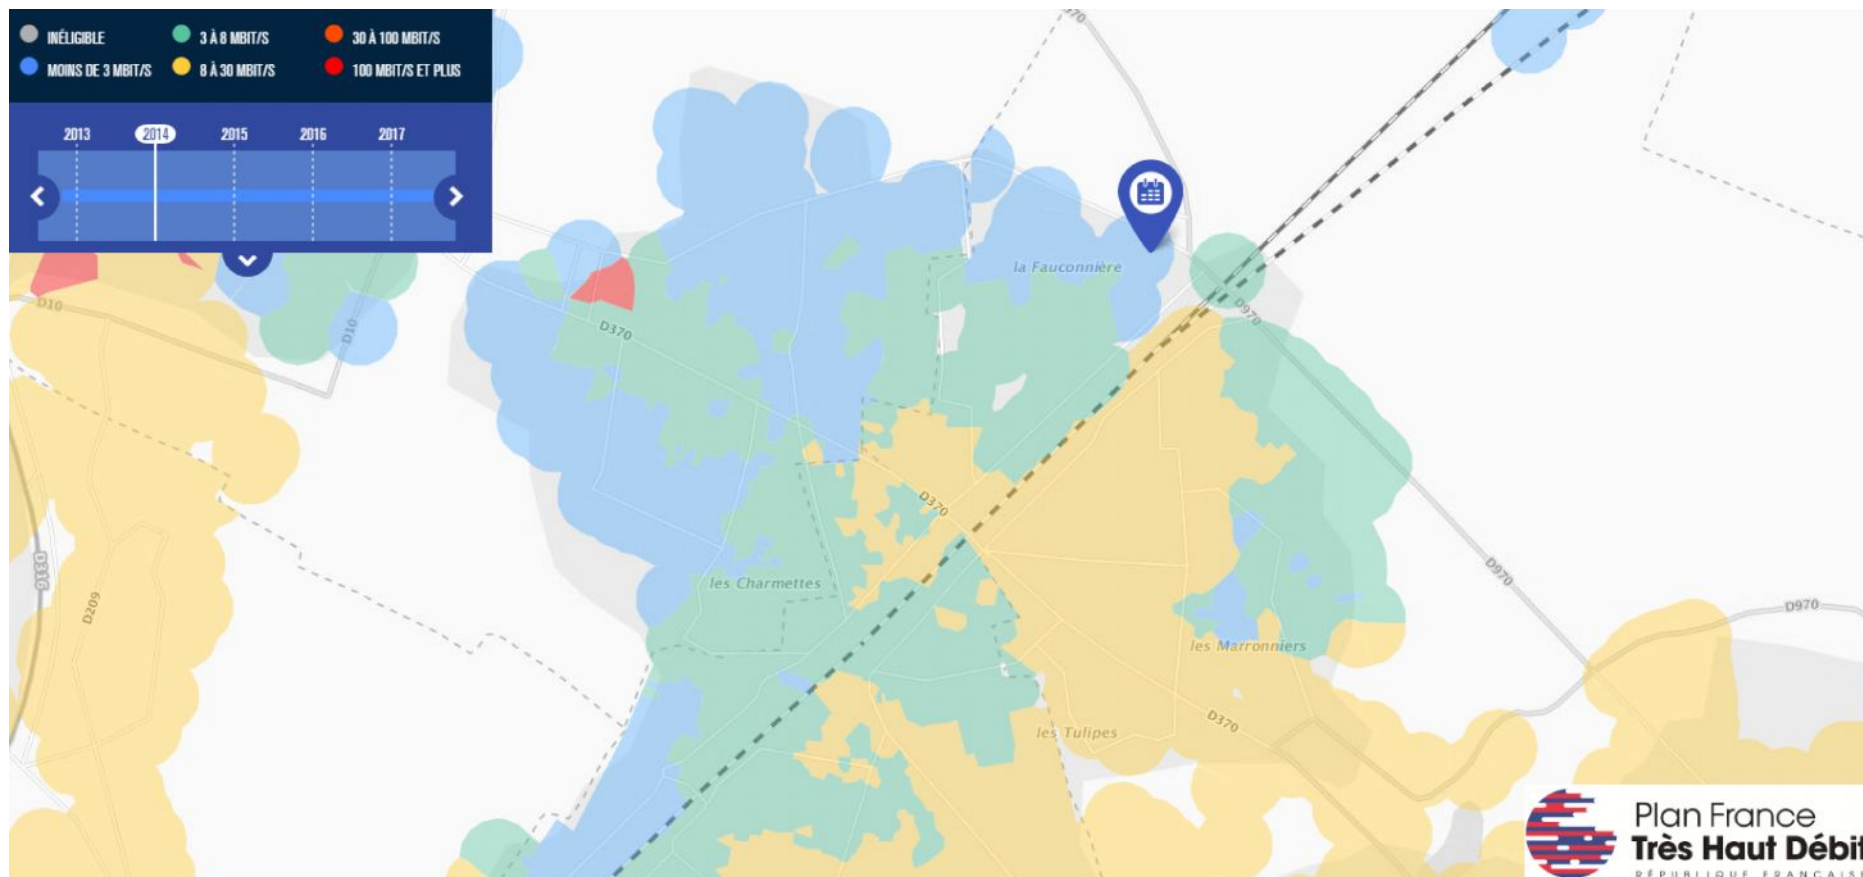 INÉLIGIBLE
3 À 8 MBIT/S
30 À 100 MBIT/S
MOINS DE 3 MBIT/S
8 À 30 MBIT/S
100 MBIT/S ET PLUS
2013
2014
2015
2016
2017
70
la Fauconnière
D10
D10
D970
D370
D370
D316
D209
les Charmettes
D970
D970
les Marronniers
D370
les Tulipes
Plan France
Très Haut Débit
RÉPUBLIQUE FRANÇAIS